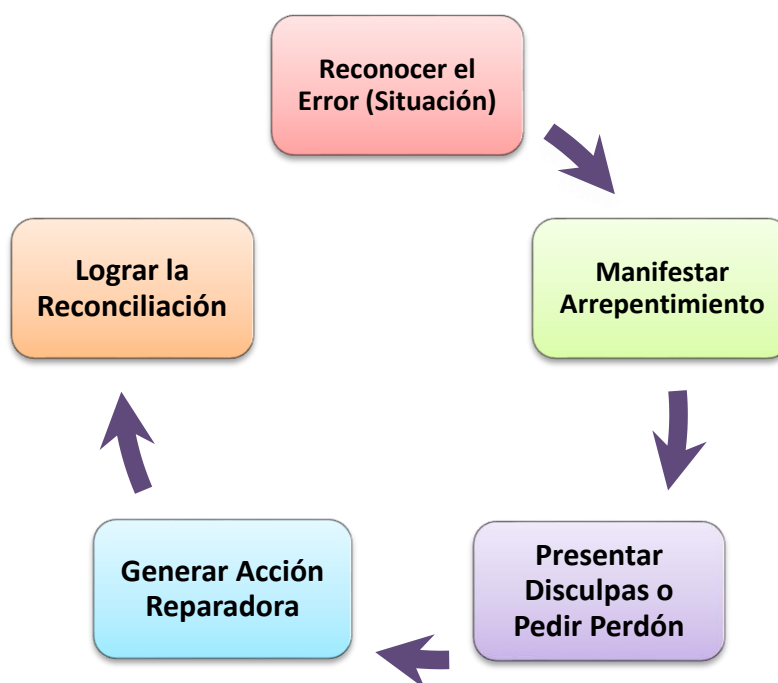 Reconocer el
Error (Situación)
Manifestar
Arrepentimiento
Presentar
Disculpas o
Pedir Perdón
Generar Acción
Reparadora
Lograr la
Reconciliación